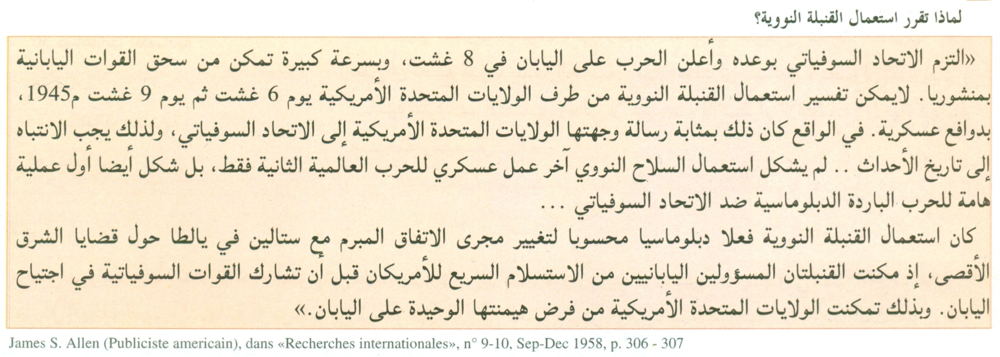 لماذا تقرر استعمال القنبلة النووية؟
«التزم الاتحاد السوفياتي بوعده وأعلن الحرب على اليابان في 8 غشت، وبسرعة كبيرة تمكن من سحق القوات اليابانية
بمنشوريا. لايمكن تفسير استعمال القنبلة النووية من طرف الولايات المتحدة الأمريكية يوم 6 غشت ثم يوم 9 غشت 1945م،
بدوافع عسكرية. في الواقع كان ذلك بمثابة رسالة وجهتها الولايات المتحدة الأمريكية إلى الاتحاد السوفياتي، ولذلك يجب الانتباه
إلى تاريخ الأحداث .. لم يشكل استعمال السلاح النووي آخر عمل عسكري للحرب العالمية الثانية فقط، بل شكل أيضا أول عملية
هامة للحرب الباردة الدبلوماسية ضد الاتحاد السوفياتي ...
كان استعمال القنبلة النووية فعلا دبلوماسيا محسوبا لتغيير مجرى الاتفاق المبرم مع ستالين في يالطا حول قضايا الشرق
الأقصى، إذ مكنت القنبلتان المسؤولين اليابانيين من الاستسلام السريع للأمريكان قبل أن تشارك القوات السوفياتية في اجتياح
اليابان. وبذلك تمكنت الولايات المتحدة الأمريكية من فرض هيمنتها الوحيدة على اليابان.»
James S. Allen (Publiciste americain), dans «Recherches internationales», n° 9-10, Sep-Dec 1958, p. 306 - 307